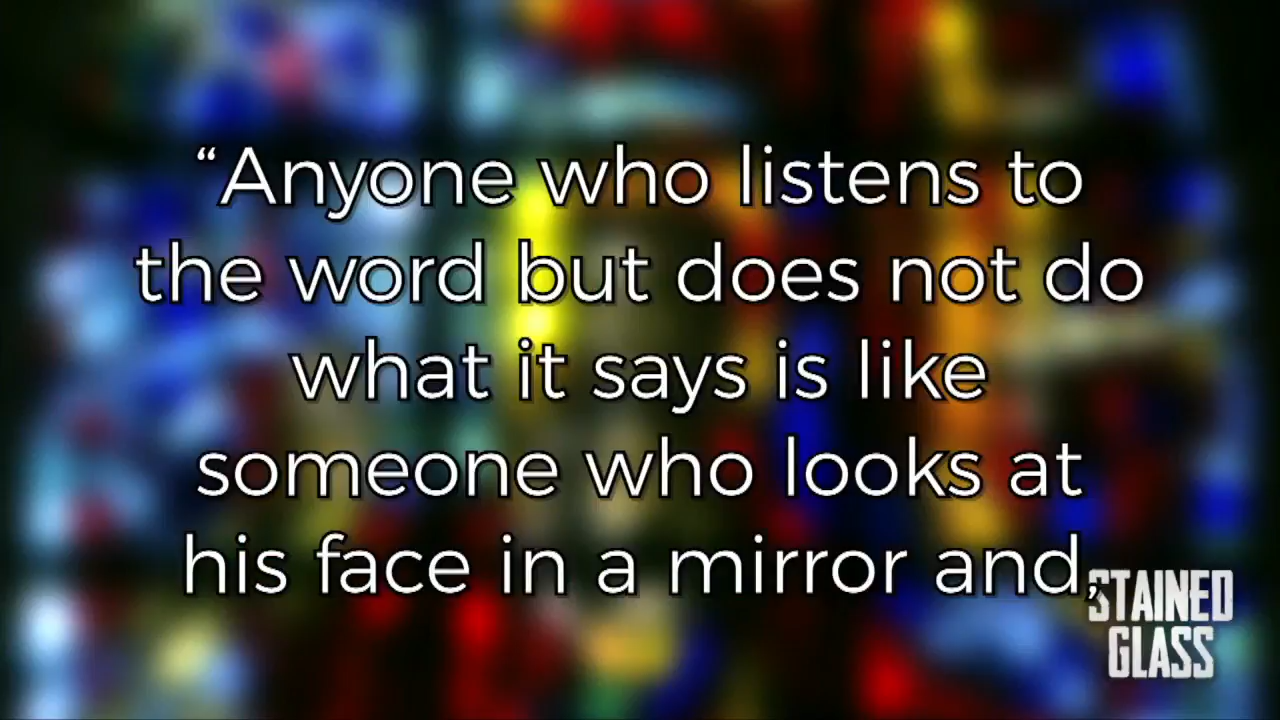 “Anyone who listens to
the word but does not do
what it says is like
someone who looks at
his face in a mirror and,
STAINED
GLASS